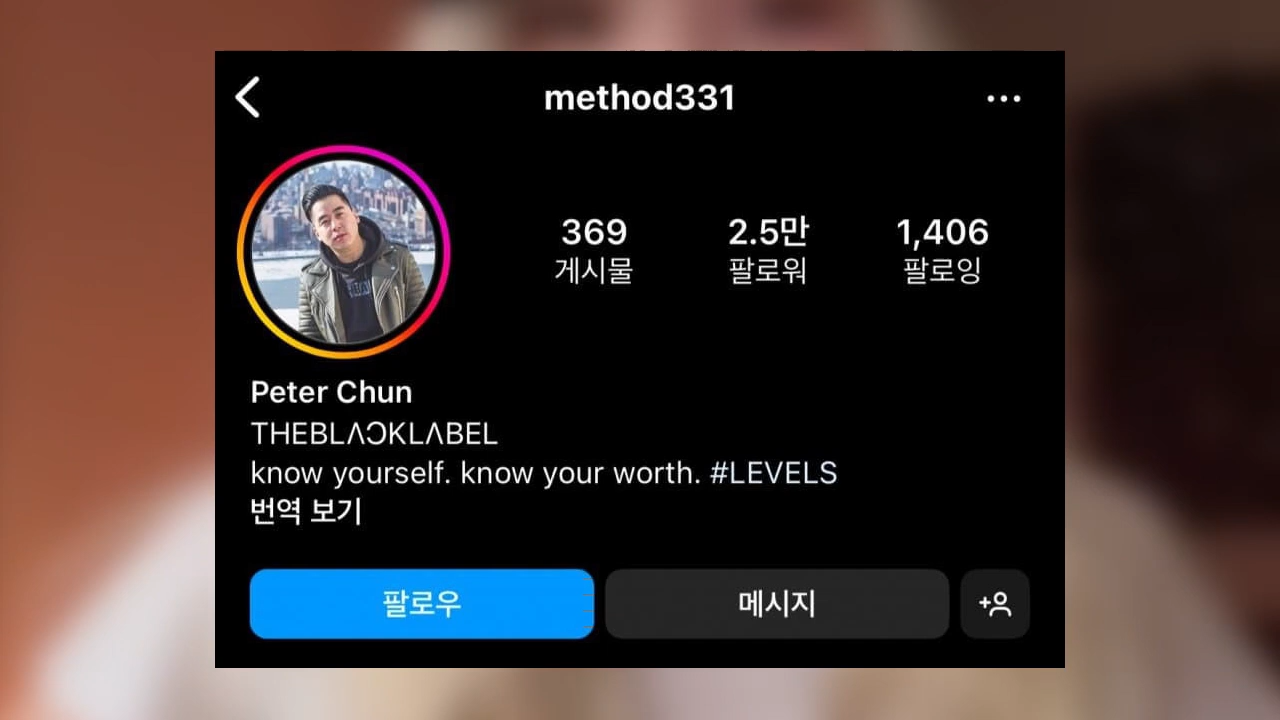 method331
369
게시물
2.5만
팔로워
1,406
팔로잉
Peter Chun
THEBLΛƆKLΛBEL
know yourself. know your worth. #LEVELS
번역 보기
팔로우
메시지